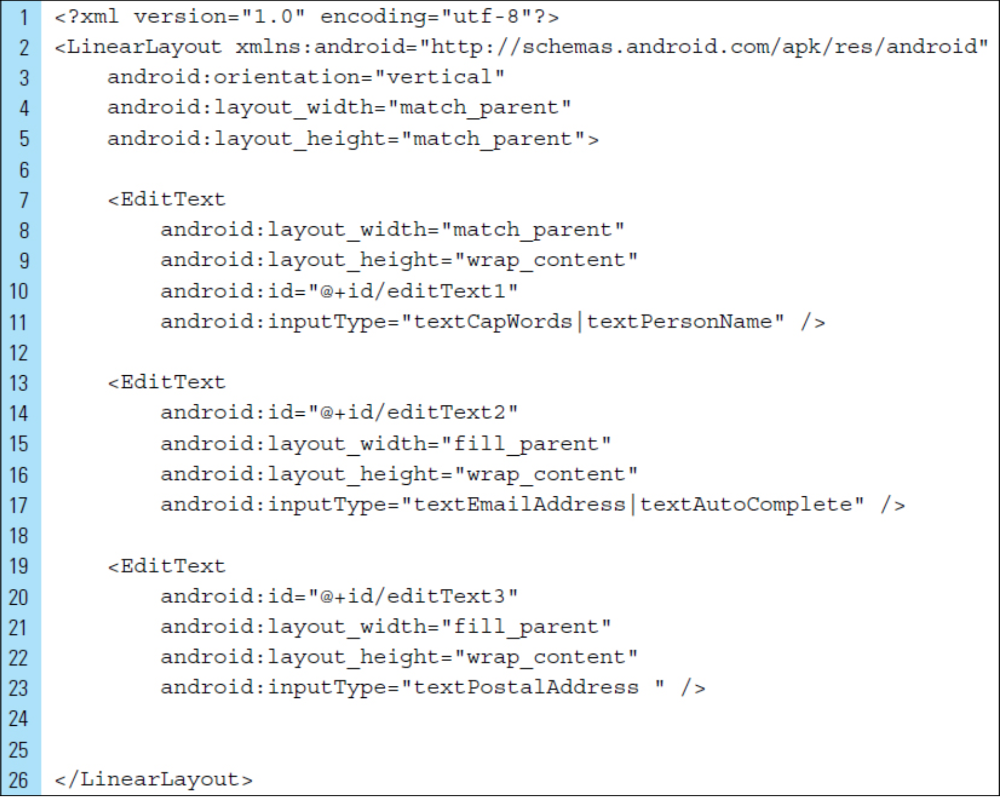 1 <?xml version="1.0" encoding="utf-8"?>
2 <LinearLayout xmlns:android="http://schemas.android.com/apk/res/android"
3     android:orientation="vertical"
4     android:layout_width="match_parent"
5     android:layout_height="match_parent">
6
7     <EditText
8         android:layout_width="match_parent"
9         android:layout_height="wrap_content"
10         android:id="@+id/editText1"
11         android:inputType="textCapWords|textPersonName" />
12
13     <EditText
14         android:id="@+id/editText2"
15         android:layout_width="fill_parent"
16         android:layout_height="wrap_content"
17         android:inputType="textEmailAddress|textAutoComplete" />
18
19     <EditText
20         android:id="@+id/editText3"
21         android:layout_width="fill_parent"
22         android:layout_height="wrap_content"
23         android:inputType="textPostalAddress " />
24
25
26 </LinearLayout>